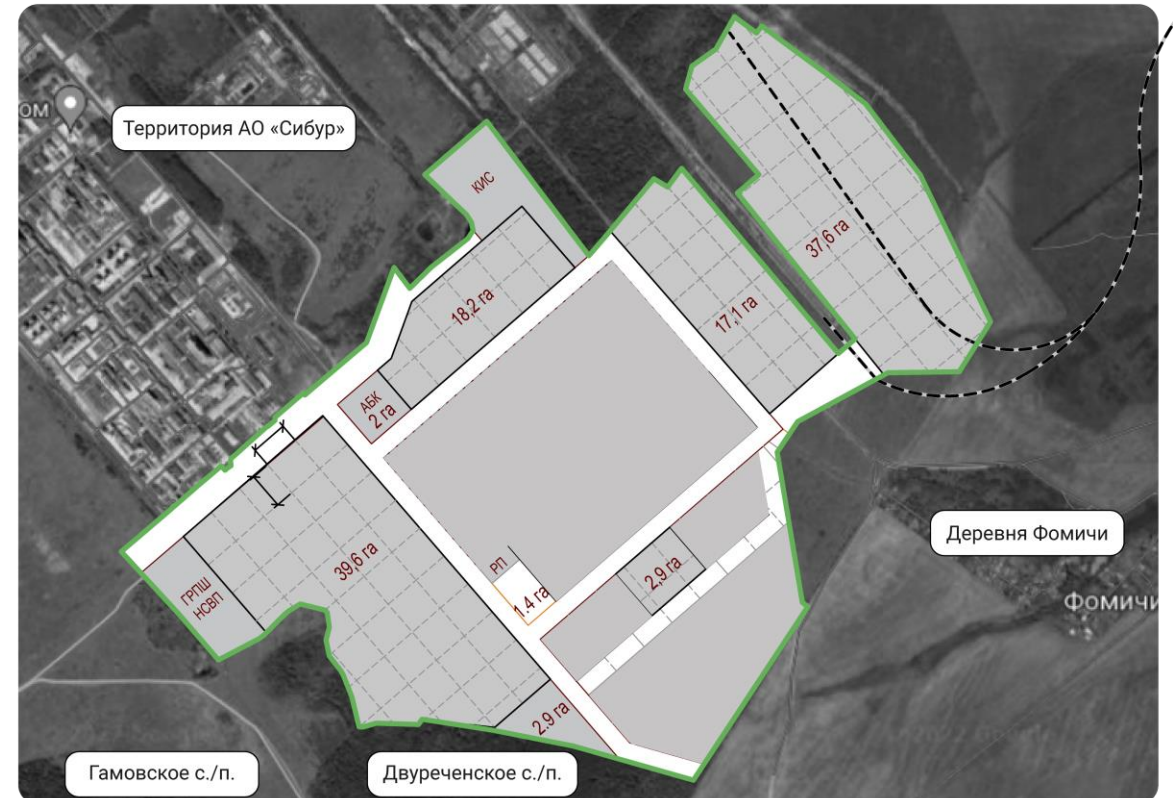 ОМ
Территория АО «Сибур»
КИС
37,6 га
18,2 га
17,1 га
АБК
2 га
39,6 га
РП
1.4 га
2,9 га
Деревня Фомичи
ГРПШ
НСВП
Фомичи
2.9 га
Гамовское с./п.
Двуреченское с./п.